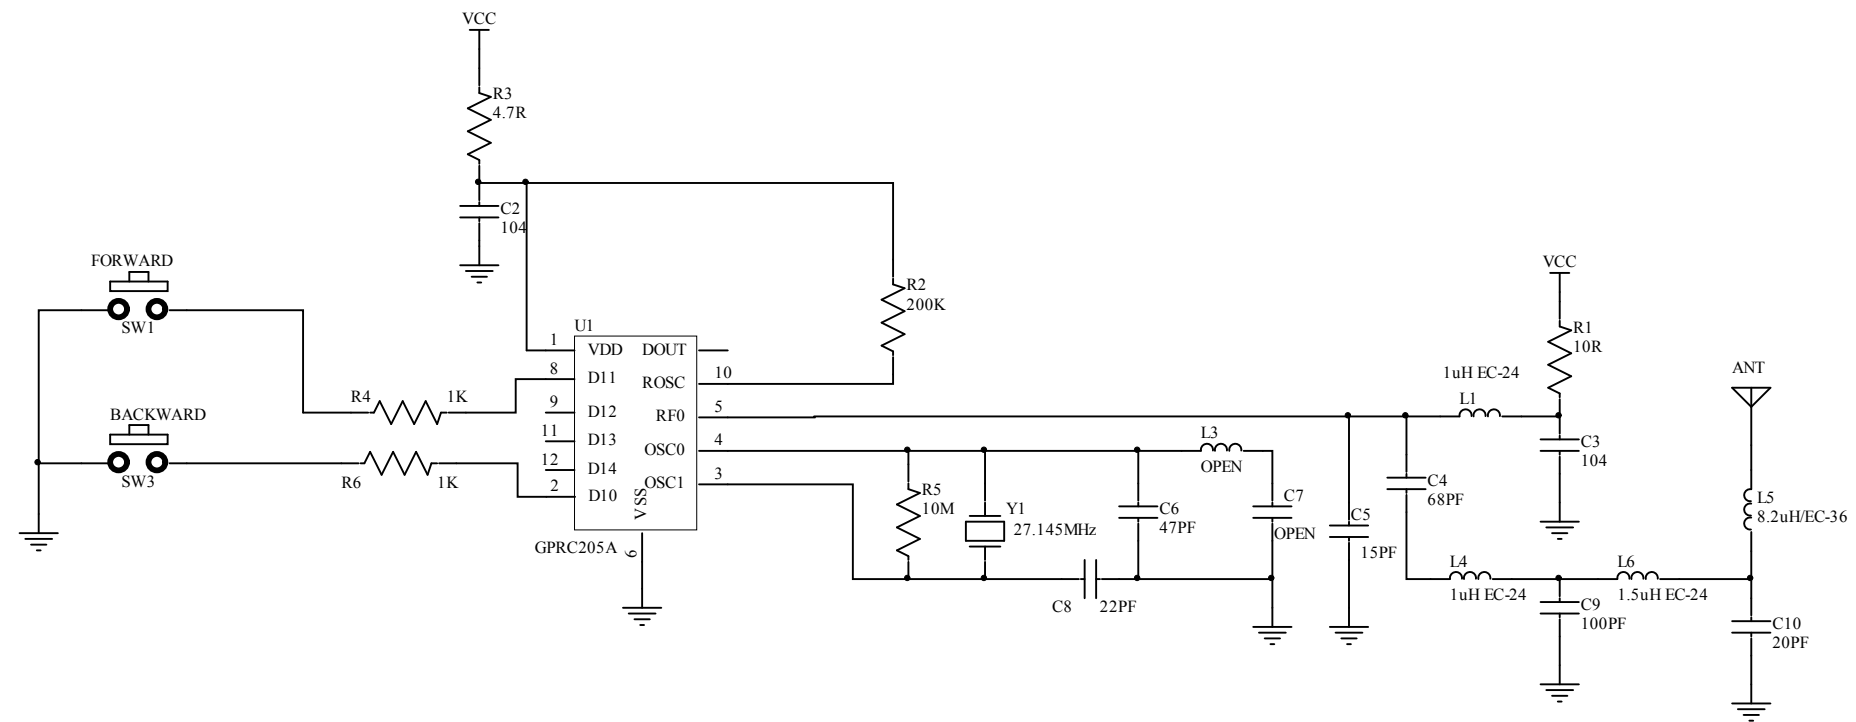 VCC
R3
4.7R
C2
104
FORWARD
SW1
R2
200K
VCC
R1
10R
U1
1
VDD
DOUT
8
D11
ROSC
10
1uH EC-24
L1
ANT
R4
1K
9
D12
RF0
5
BACKWARD
11
D13
OSC0
4
L3
OPEN
C3
104
12
D14
OSC1
3
SW3
R6
1K
2
D10
VSS
6
GPRC205A
R5
10M
Y1
27.145MHz
C6
47PF
C7
OPEN
C5
15PF
C4
68PF
L5
8.2uH/EC-36
C8
22PF
L4
1uH EC-24
L6
1.5uH EC-24
C9
100PF
C10
20PF